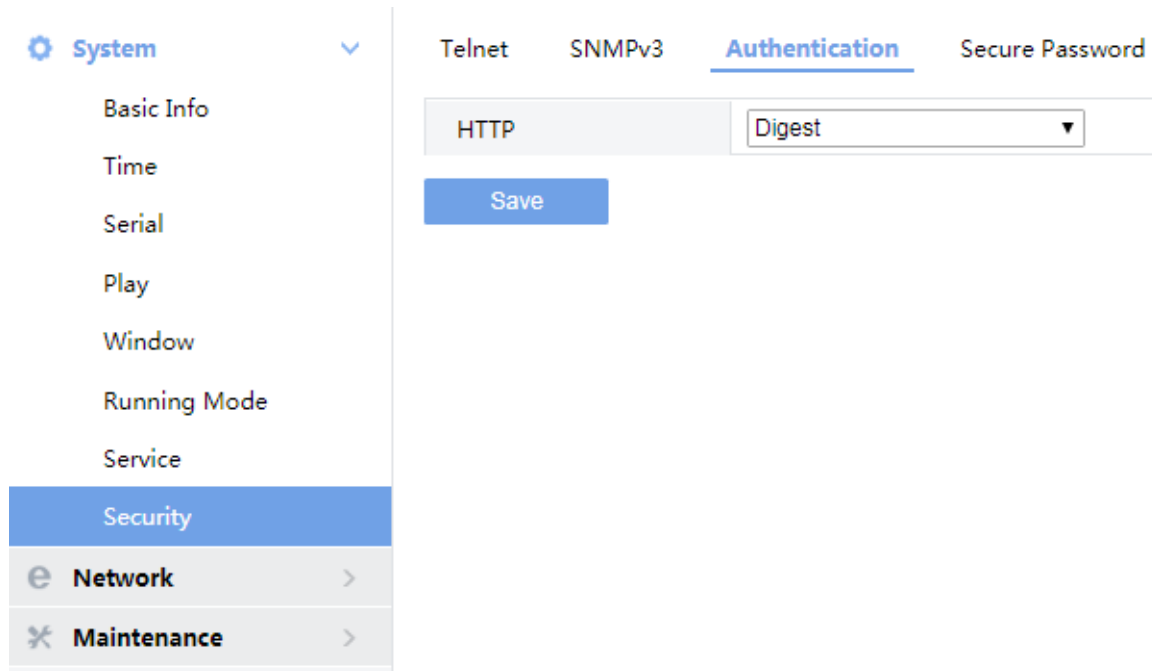 System
Basic Info
Time
Serial
Play
Window
Running Mode
Service
Security
Network
Maintenance
Telnet SNMPv3 Authentication Secure Password
HTTP Digest
Save